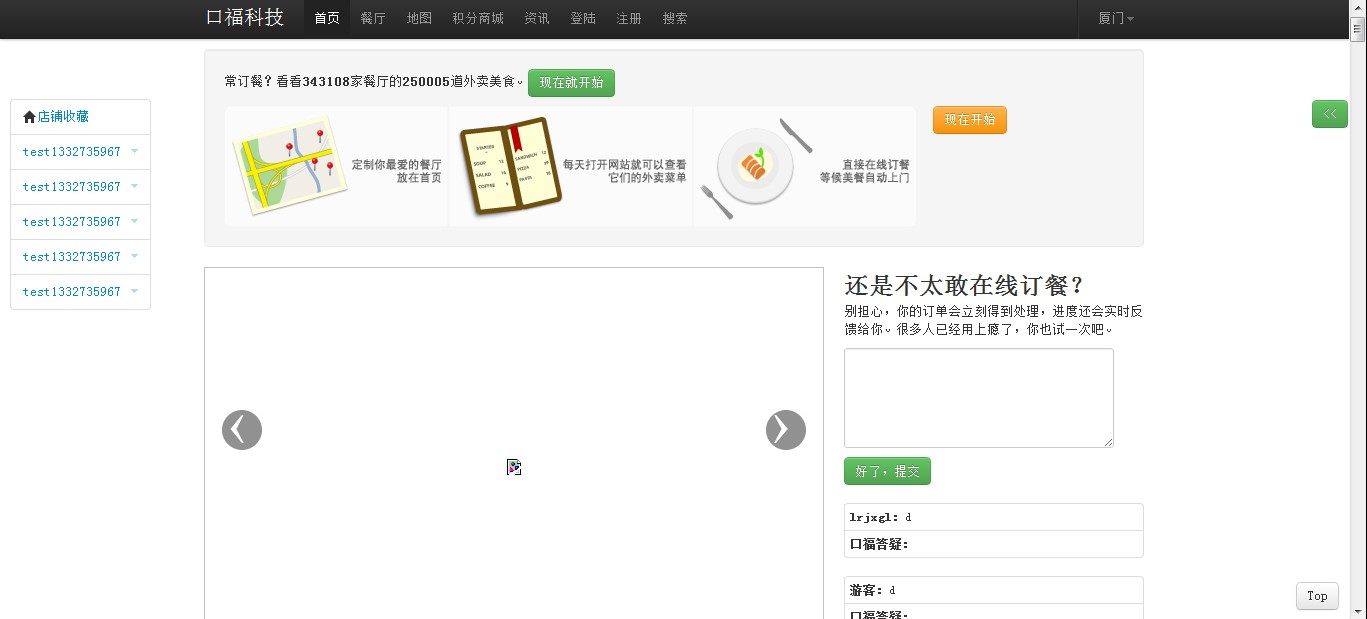 口福科技 首页 餐厅 地图 积分商城 资讯 登陆 注册 搜索 厦门
常订餐？看看343108家餐厅的250005道外卖美食。 现在就开始
店铺收藏
test1332735967
test1332735967
test1332735967
test1332735967
test1332735967
定制你最爱的餐厅
放在首页
STARTER
SOUP 12
SALAD 10
COFFEE 9
SANDWICH 12
PIZZA
PASTA 15
每天打开网站就可以查看
它们的外卖菜单
直接在线订餐
等候美餐自动上门
现在开始
<<
还是不太敢在线订餐？
别担心，你的订单会立刻得到处理，进度还会实时反
馈给你。很多人已经用上瘾了，你也试一次吧。
好了，提交
lrjxgl：d
口福答疑：
游客：d
口福答疑：
Top